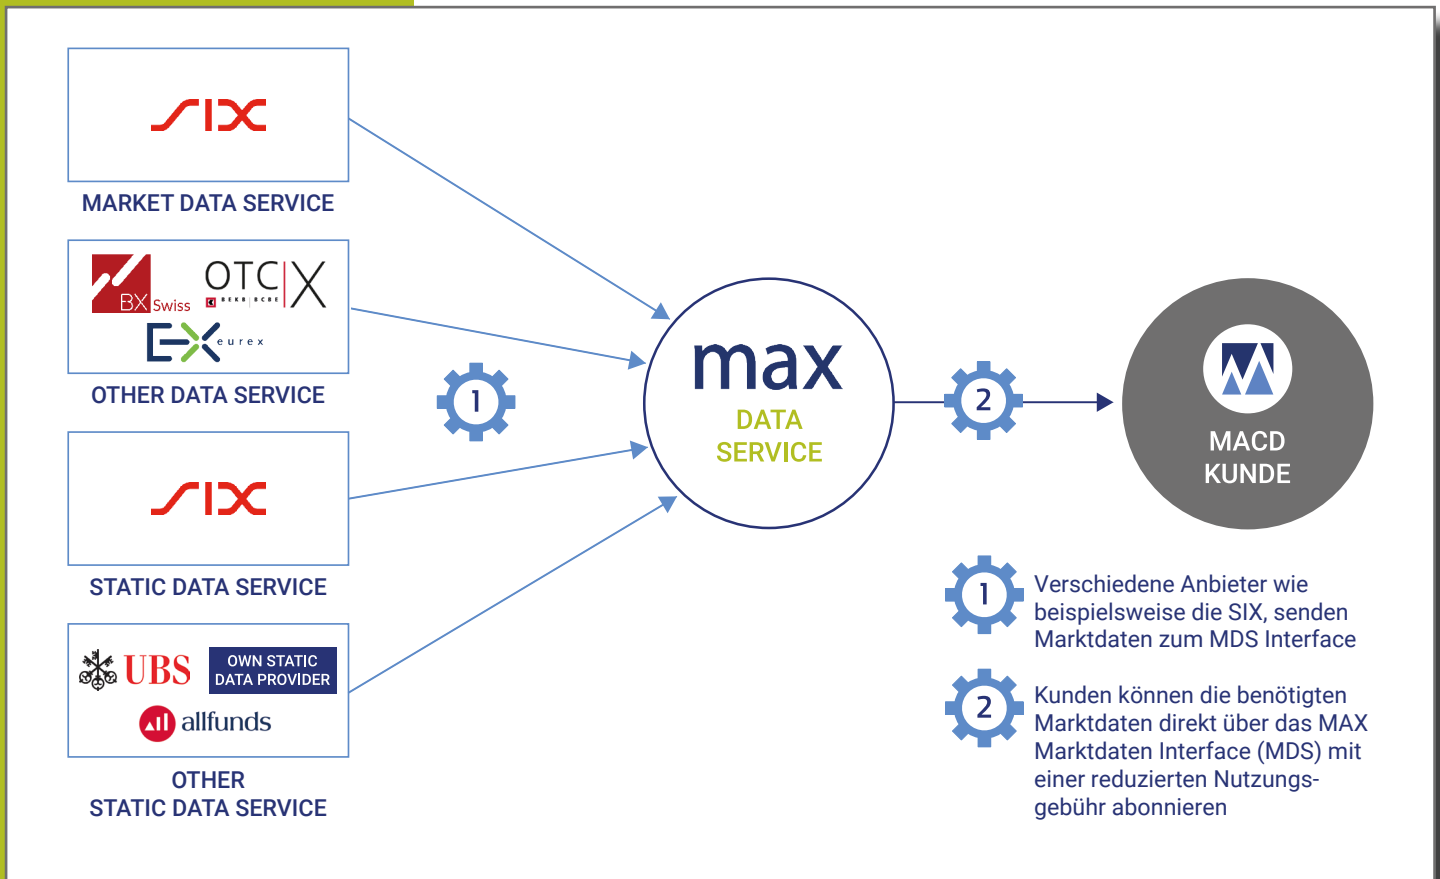 SIX
MARKET DATA SERVICE
BX Swiss
OTC X
BEKB BCBE
EX eurex
OTHER DATA SERVICE
SIX
STATIC DATA SERVICE
UBS
OWN STATIC
DATA PROVIDER
allfunds
OTHER
STATIC DATA SERVICE
1
max
DATA
SERVICE
2
MACD
KUNDE
1
Verschiedene Anbieter wie
beispielsweise die SIX, senden
Marktdaten zum MDS Interface
2
Kunden können die benötigten
Marktdaten direkt über das MAX
Marktdaten Interface (MDS) mit
einer reduzierten Nutzungs-
gebühr abonnieren